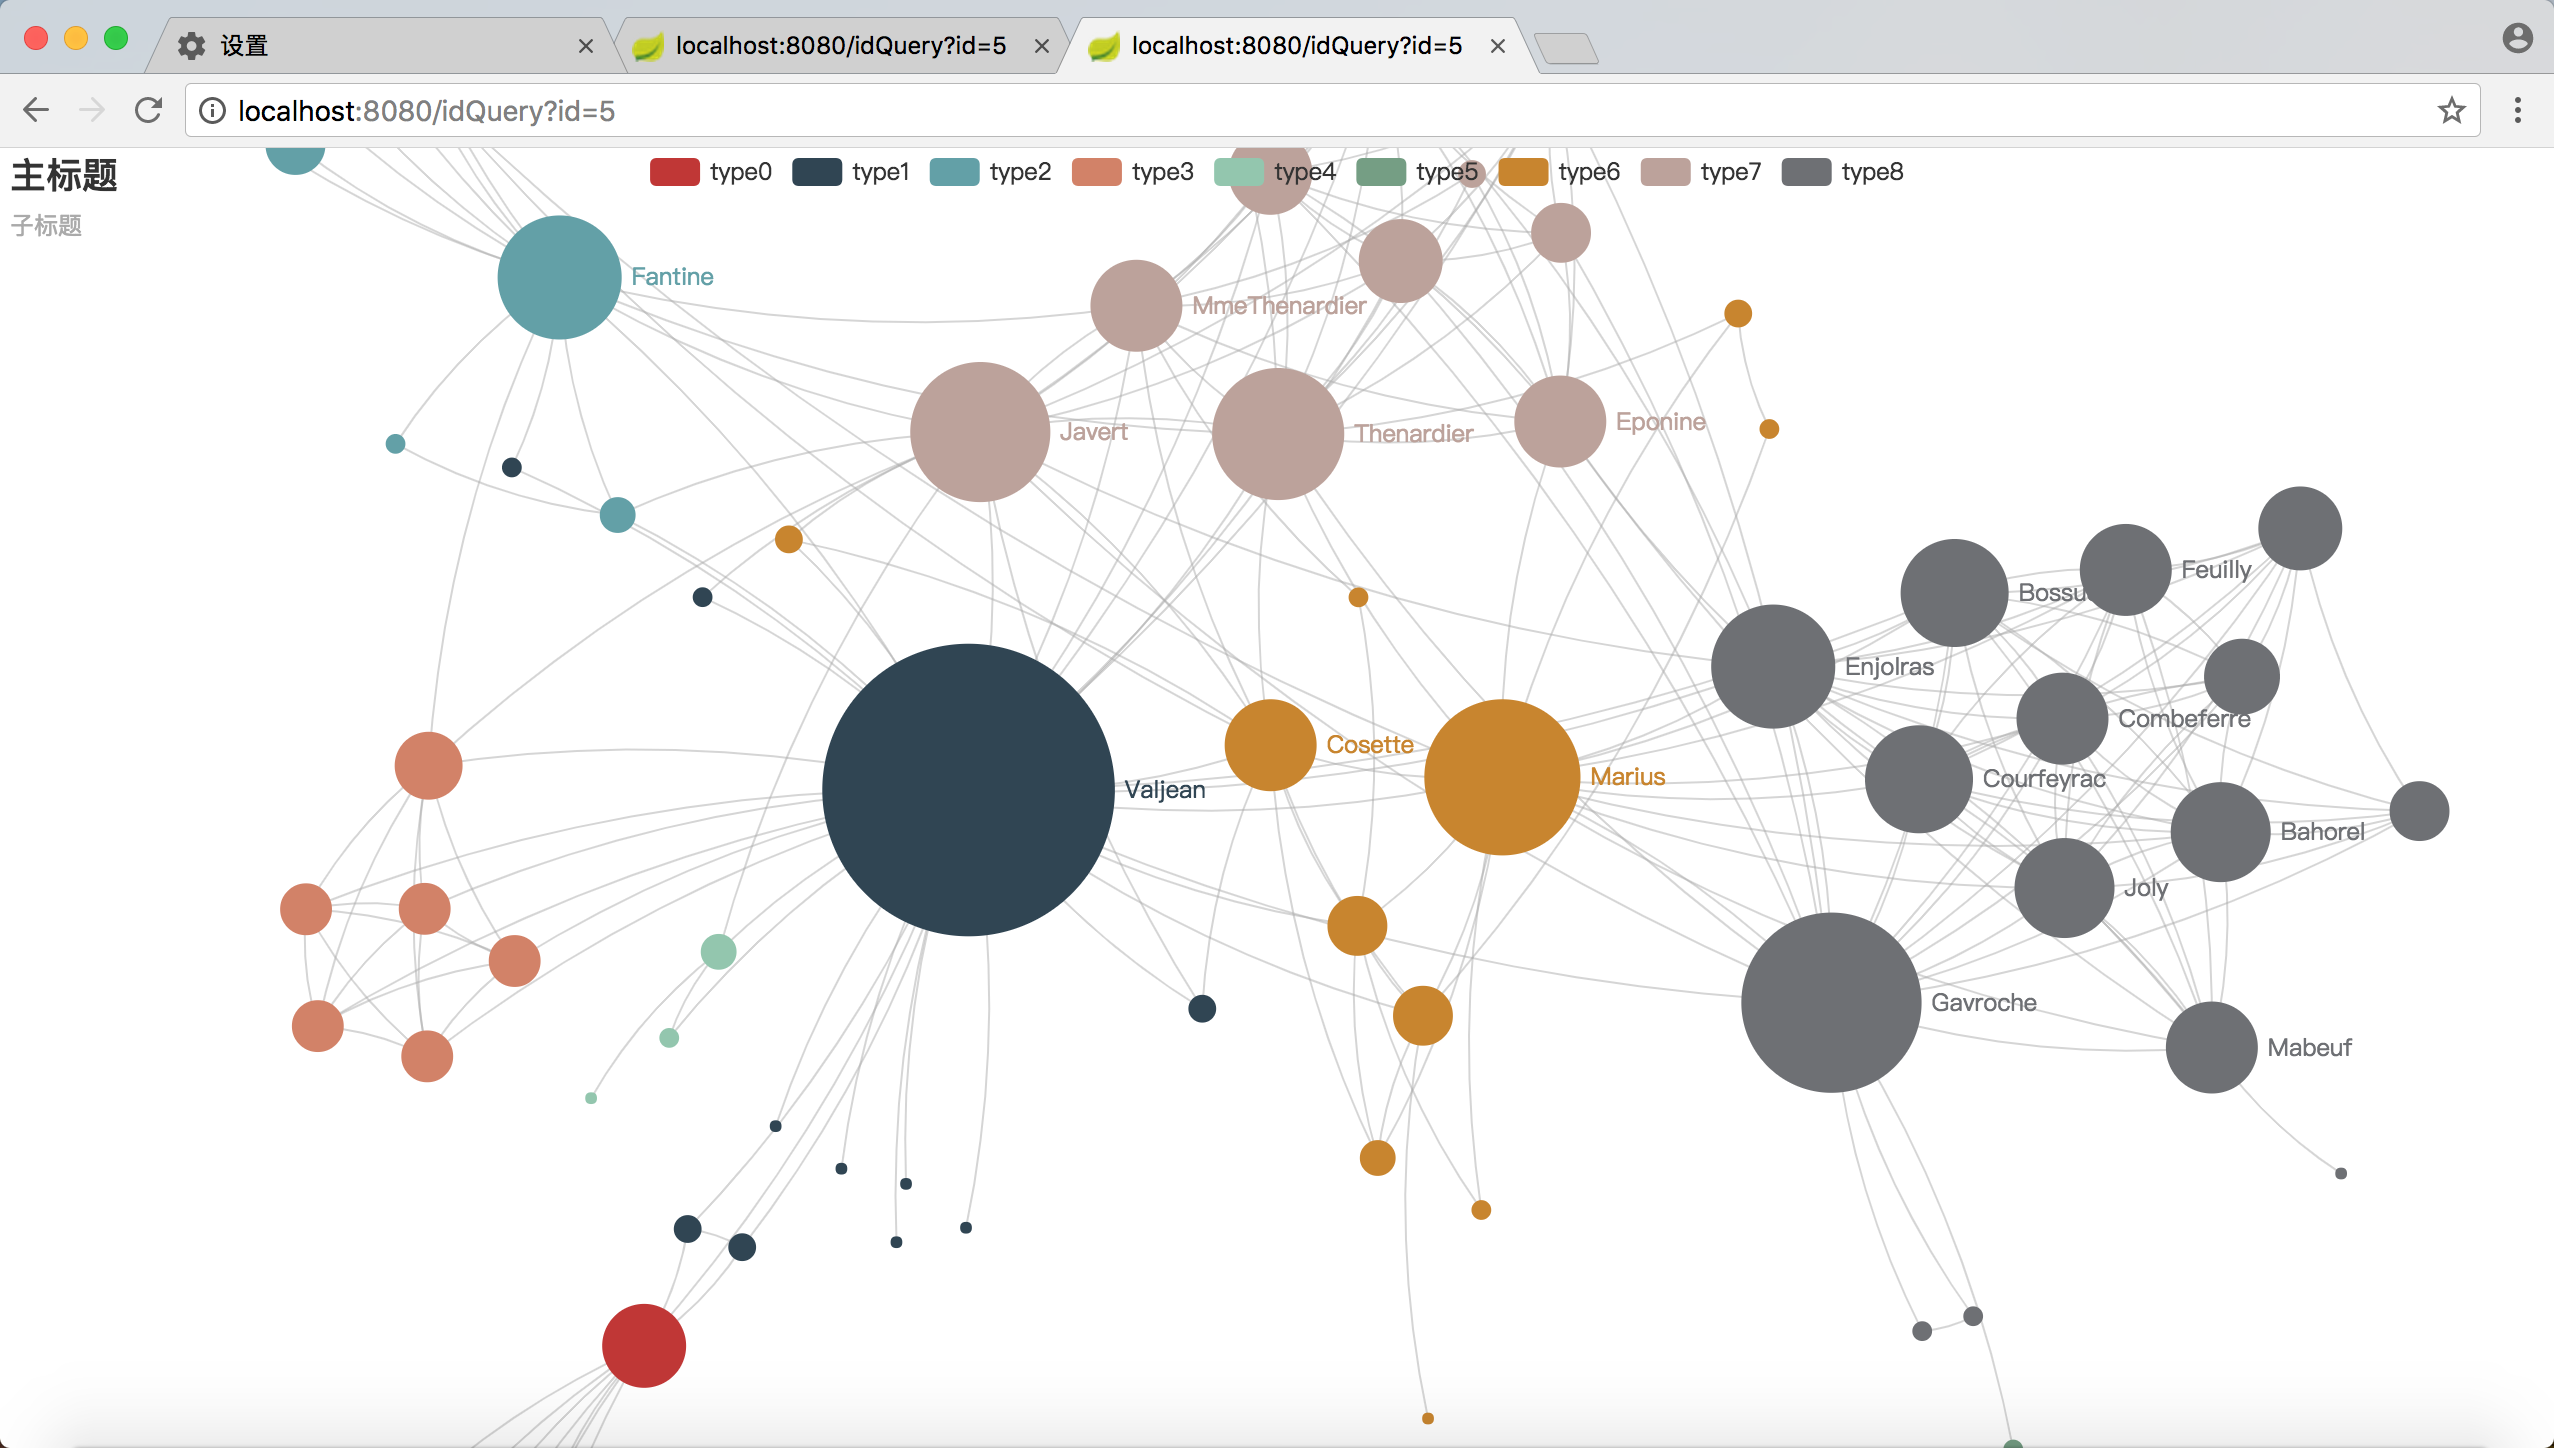 设置
localhost:8080/idQuery?id=5
localhost:8080/idQuery?id=5
localhost:8080/idQuery?id=5
主标题
子标题
type0 type1 type2 type3 type4 type5 type6 type7 type8
Fantine
MmeThenardier
Javert
Thenardier
Eponine
Feuilly
Enjolras
Combeferre
Cosette
Marius
Courfeyrac
Valjean
Bahorel
Joly
Gavroche
Mabeuf